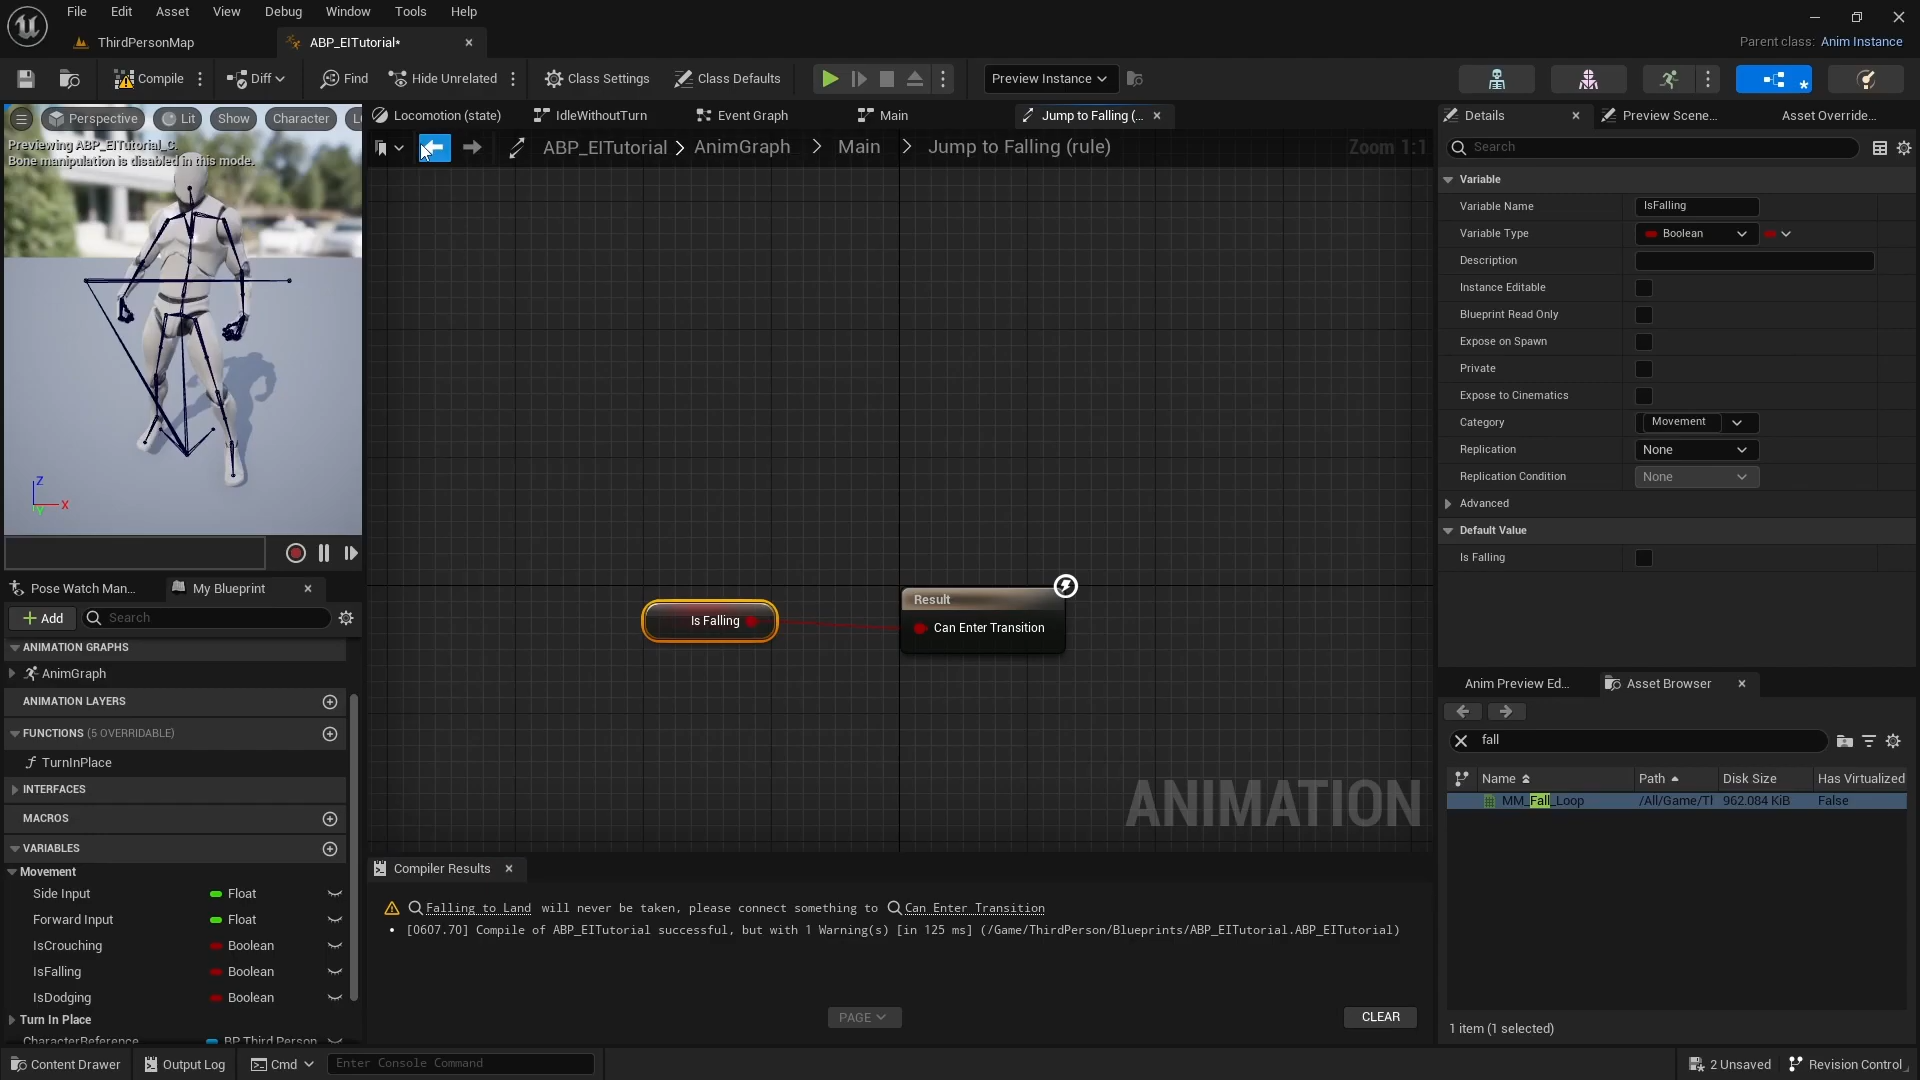 File Edit Asset View Window Debug Tools Help
ThirdPersonMap
ABP_EITutorial*
Parent class: Anim Instance
Compile
Diff
Find
Hide Unrelated
Class Settings
Class Defaults
Preview Instance
Perspective
Lit
Show
Character
Previewing ABP_EITutorial_C.
Bone manipulation is disabled in this mode.
Z
X
Y
Locomotion (state)
IdleWithoutTurn
Event Graph
Main
Jump to Falling (...
ABP_EITutorial > AnimGraph > Main > Jump to Falling (rule)
Zoom 1:1
Is Falling
Result
Can Enter Transition
ANIMATION
Pose Watch Man...
My Blueprint
Add
Search
ANIMATION GRAPHS
AnimGraph
ANIMATION LAYERS
FUNCTIONS (5 OVERRIDABLE)
TurnInPlace
INTERFACES
MACROS
VARIABLES
Movement
Side Input Float
Forward Input Float
IsCrouching Boolean
IsFalling Boolean
IsDodging Boolean
Turn In Place
CharacterReference BP Third Person
Compiler Results
Falling to Land will never be taken, please connect something to Can Enter Transition
[0607.70] Compile of ABP_EITutorial successful, but with 1 Warning(s) [in 125 ms] (/Game/ThirdPerson/Blueprints/ABP_EITutorial.ABP_EITutorial)
PAGE
CLEAR
Details
Preview Scene...
Asset Override...
Search
Variable
Variable Name IsFalling
Variable Type Boolean
Description
Instance Editable
Blueprint Read Only
Expose on Spawn
Private
Expose to Cinematics
Category Movement
Replication None
Replication Condition None
Advanced
Default Value
Is Falling
Anim Preview Ed...
Asset Browser
fall
Name Path Disk Size Has Virtualized
MM_Fall_Loop /All/Game/Tl 962.084 KiB False
1 item (1 selected)
Content Drawer
Output Log
Cmd
Enter Console Command
2 Unsaved
Revision Control